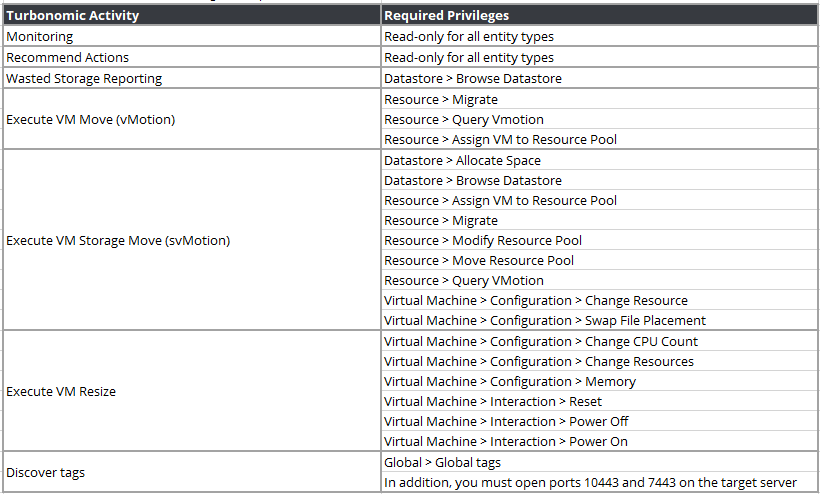 Turbonomic Activity Required Privileges
Monitoring Read-only for all entity types
Recommend Actions Read-only for all entity types
Wasted Storage Reporting Datastore > Browse Datastore
Execute VM Move (vMotion)
Resource > Migrate
Resource > Query Vmotion
Resource > Assign VM to Resource Pool
Execute VM Storage Move (svMotion)
Datastore > Allocate Space
Datastore > Browse Datastore
Resource > Assign VM to Resource Pool
Resource > Migrate
Resource > Modify Resource Pool
Resource > Move Resource Pool
Resource > Query VMotion
Virtual Machine > Configuration > Change Resource
Virtual Machine > Configuration > Swap File Placement
Execute VM Resize
Virtual Machine > Configuration > Change CPU Count
Virtual Machine > Configuration > Change Resources
Virtual Machine > Configuration > Memory
Virtual Machine > Interaction > Reset
Virtual Machine > Interaction > Power Off
Virtual Machine > Interaction > Power On
Discover tags
Global > Global tags
In addition, you must open ports 10443 and 7443 on the target server